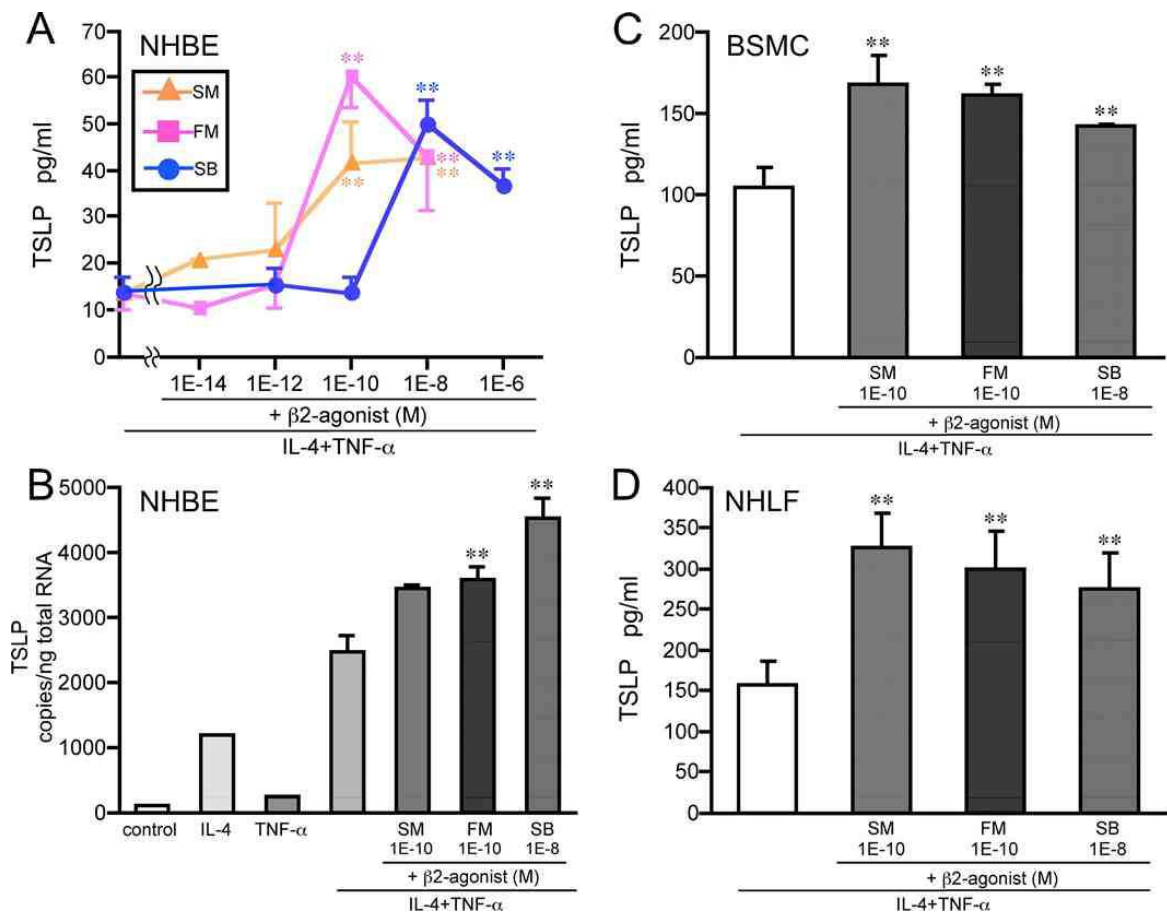 A
NHBE
70
60
50
40
30
20
10
0
TSLP pg/ml
SM
FM
SB
**
**
**
**
**
**
1E-14 1E-12 1E-10 1E-8 1E-6
+ β2-agonist (M)
IL-4+TNF-α
C
BSMC
200
150
100
50
0
TSLP pg/ml
**
**
**
SM FM SB
1E-10 1E-10 1E-8
+ β2-agonist (M)
IL-4+TNF-α
B
NHBE
5000
4000
3000
2000
1000
0
TSLP
copies/ng total RNA
**
**
control IL-4 TNF-α SM FM SB
1E-10 1E-10 1E-8
+ β2-agonist (M)
IL-4+TNF-α
D
NHLF
400
350
300
250
200
150
100
50
0
TSLP pg/ml
**
**
**
SM FM SB
1E-10 1E-10 1E-8
+ β2-agonist (M)
IL-4+TNF-α